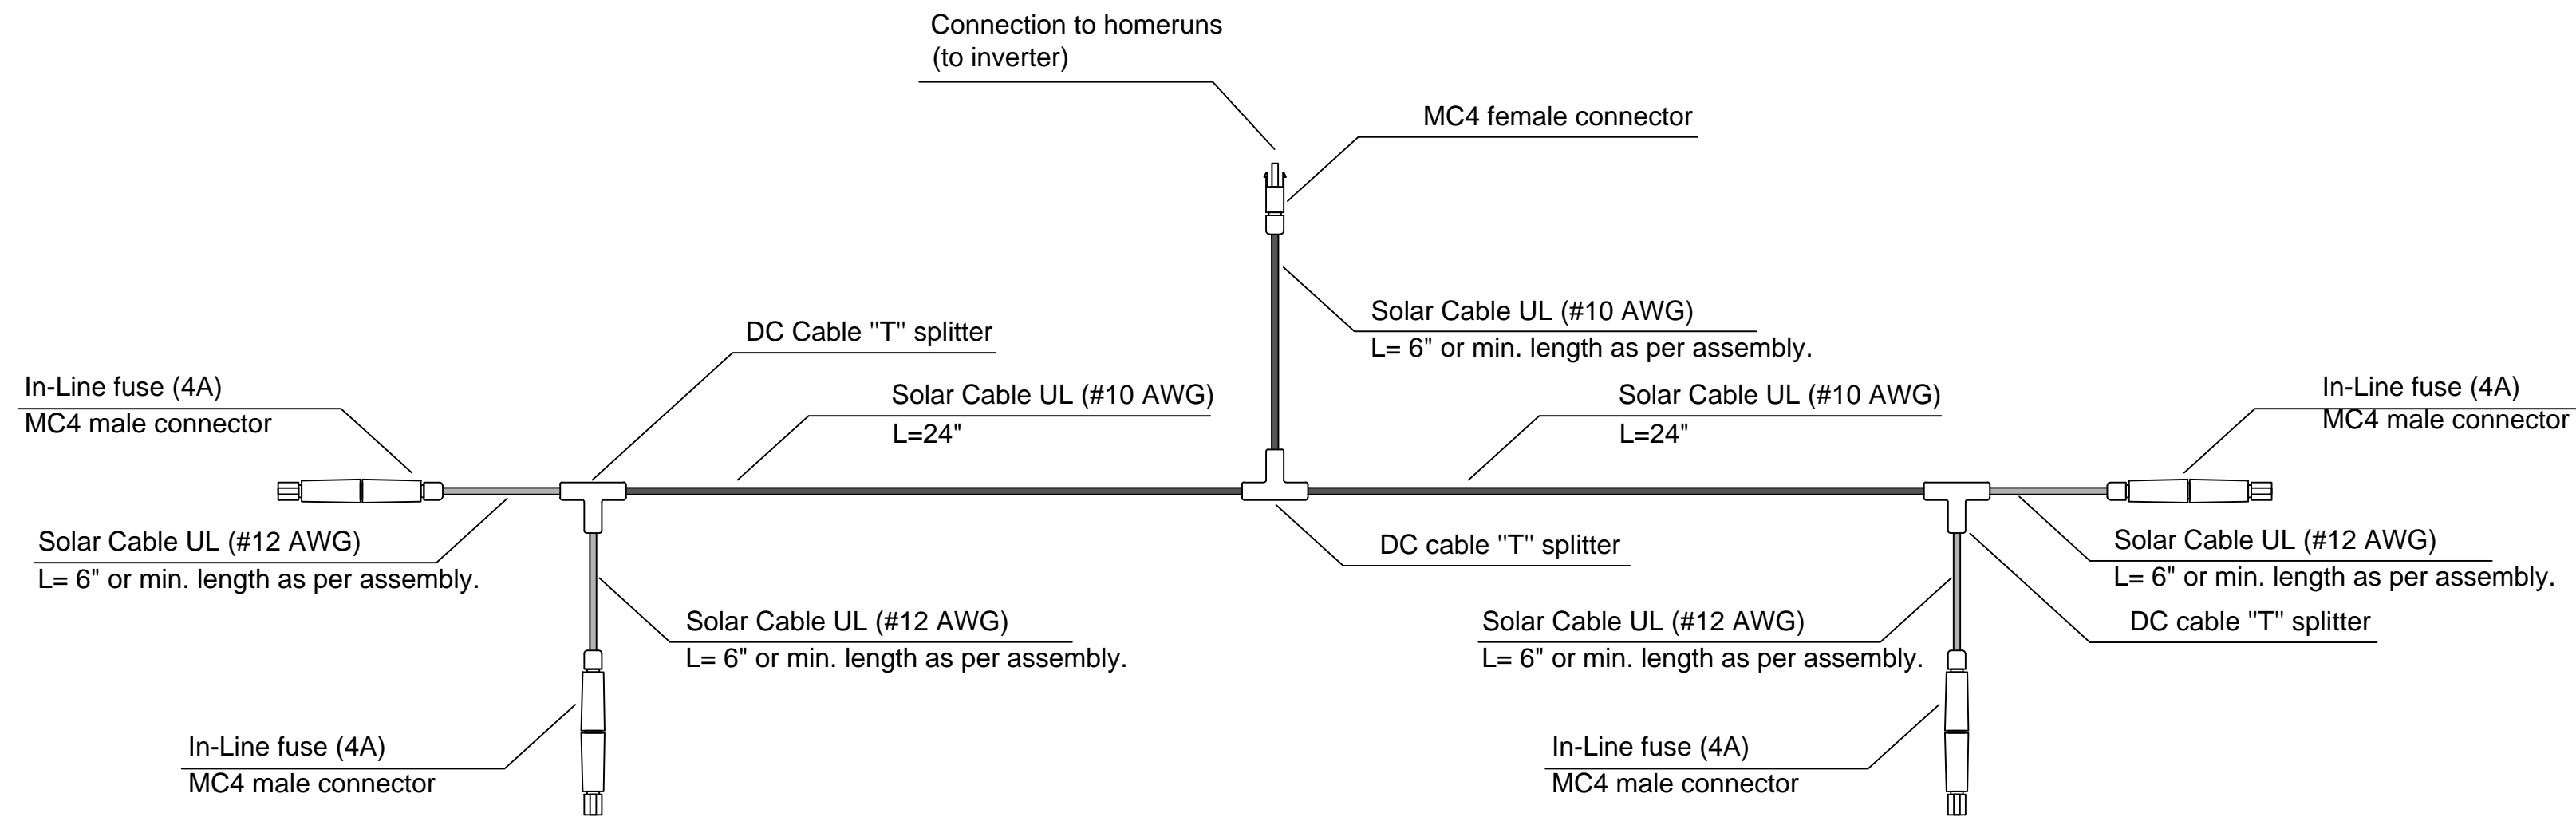 Connection to homeruns
(to inverter)
MC4 female connector
Solar Cable UL (#10 AWG)
L= 6" or min. length as per assembly.
DC Cable "T" splitter
In-Line fuse (4A)
MC4 male connector
Solar Cable UL (#10 AWG)
L=24"
Solar Cable UL (#10 AWG)
L=24"
In-Line fuse (4A)
MC4 male connector
Solar Cable UL (#12 AWG)
L= 6" or min. length as per assembly.
DC cable "T" splitter
Solar Cable UL (#12 AWG)
L= 6" or min. length as per assembly.
Solar Cable UL (#12 AWG)
L= 6" or min. length as per assembly.
Solar Cable UL (#12 AWG)
L= 6" or min. length as per assembly.
DC cable "T" splitter
In-Line fuse (4A)
MC4 male connector
In-Line fuse (4A)
MC4 male connector